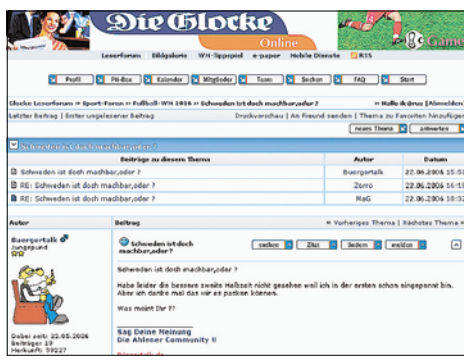 Die Glocke
Online
Games
Leserforum Bildgalerie WM-Tippspiel e-paper Mobile Dienste RSS
Profil PN-Box Kalender Mitglieder Team Suchen FAQ Start
Glocke Leserforum » Sport-Foren » Fußball-WM 2006 » Schweden ist doch machbar,oder ?
[Abmelden]
Letzter Beitrag | Erster ungelesener Beitrag
Druckvorschau | An Freund senden | Thema zu Favoriten hinzufügen
neues Thema antworten
Schweden ist doch machbar,oder ?
Beiträge zu diesem Thema Autor Datum
Schweden ist doch machbar,oder ? Buergertalk 22.06.2006
RE: Schweden ist doch machbar,oder ? Zorro 22.06.2006
RE: Schweden ist doch machbar,oder ? MaG 22.06.2006
Autor Beitrag « Vorheriges Thema | Nächstes Thema »
Buergertalk
Jungspund
Schweden ist doch
machbar,oder ?
suchen Zitat ändern melden
Schweden ist doch machbar,oder ?
Habe leider die bessere zweite Halbzeit nicht gesehen weil ich in der ersten schon eingepennt bin.
Aber ich denke mal das wir es packen können.
Was meint Ihr ??
Sag Deine Meinung
Die Ahlener Community !!
Dabei seit: 22.05.2006
Beiträge: 19
Herkunft: 59227